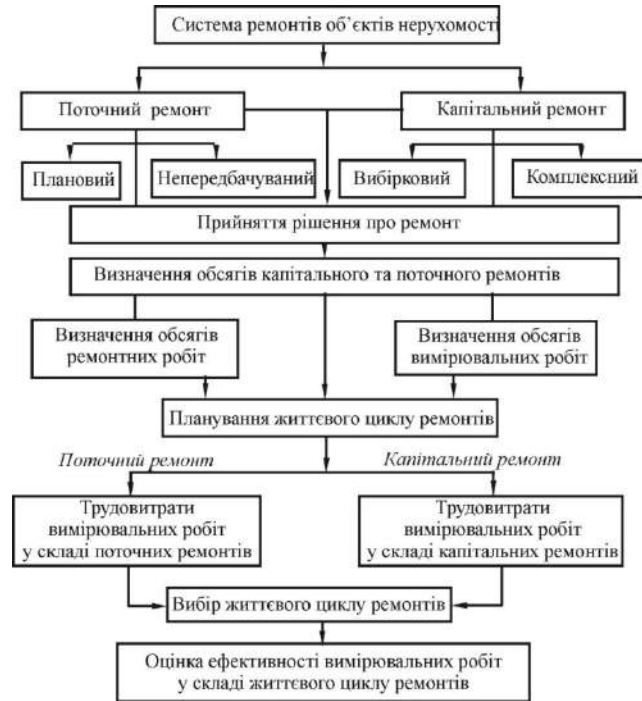 Система ремонтів об’єктів нерухомості
Поточний ремонт
Капітальний ремонт
Плановий
Непередбачуваний
Вибірковий
Комплексний
Прийняття рішення про ремонт
Визначення обсягів капітального та поточного ремонтів
Визначення обсягів
ремонтних робіт
Визначення обсягів
вимірювальних робіт
Планування життєвого циклу ремонтів
Поточний ремонт
Капітальний ремонт
Трудовитрати
вимірювальних робіт
у складі поточних ремонтів
Трудовитрати
вимірювальних робіт
у складі капітальних ремонтів
Вибір життєвого циклу ремонтів
Оцінка ефективності вимірювальних робіт
у складі життєвого циклу ремонтів